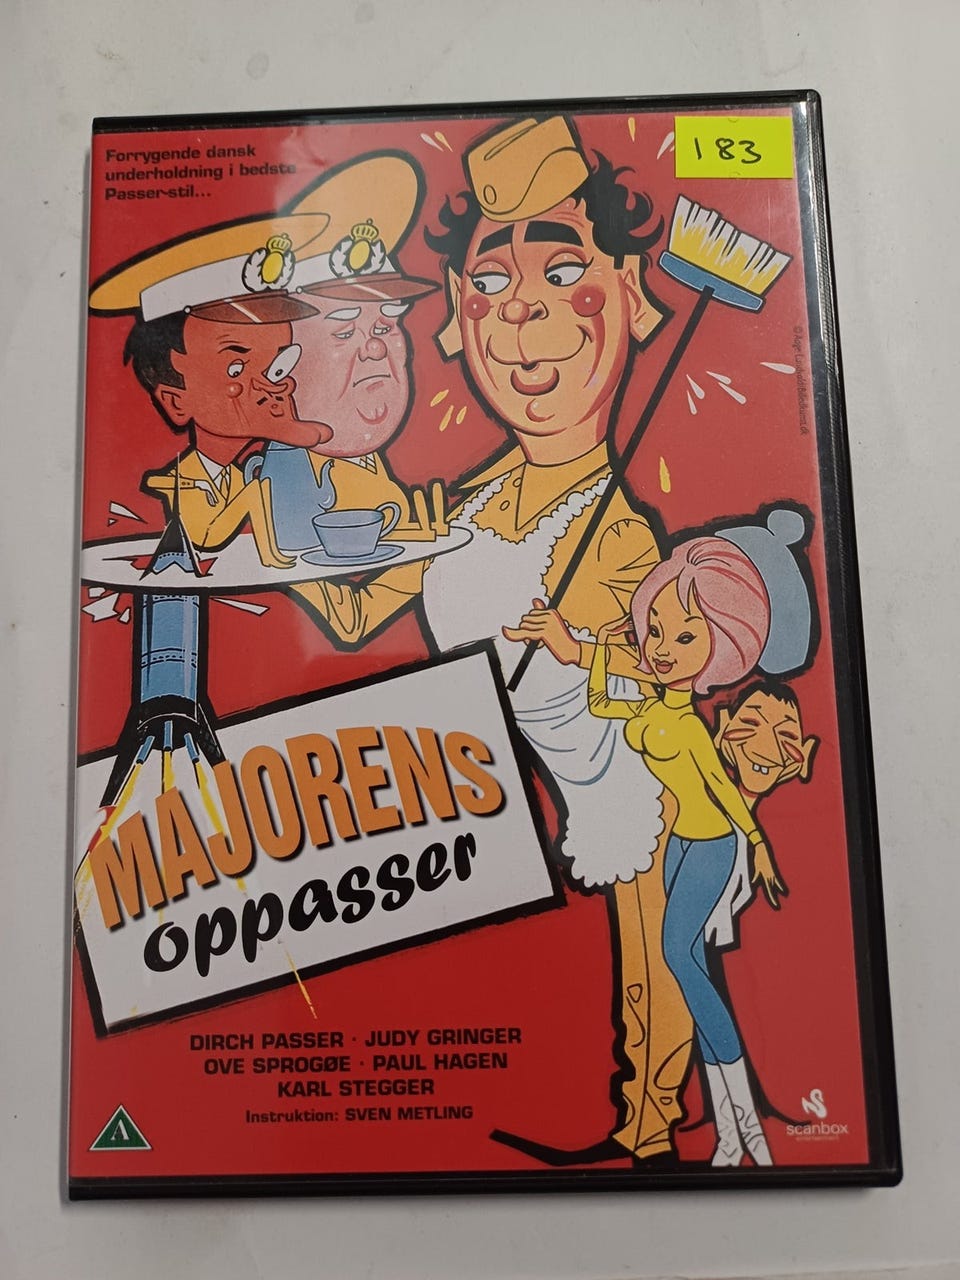 Forrygende dansk
underholdning i bedste
Passer-stil...
183
MAJORENS
oppasser
DIRCH PASSER · JUDY GRINGER
OVE SPROGØE · PAUL HAGEN
KARL STEGGER
Instruktion: SVEN METLING
A
scanbox
entertainment